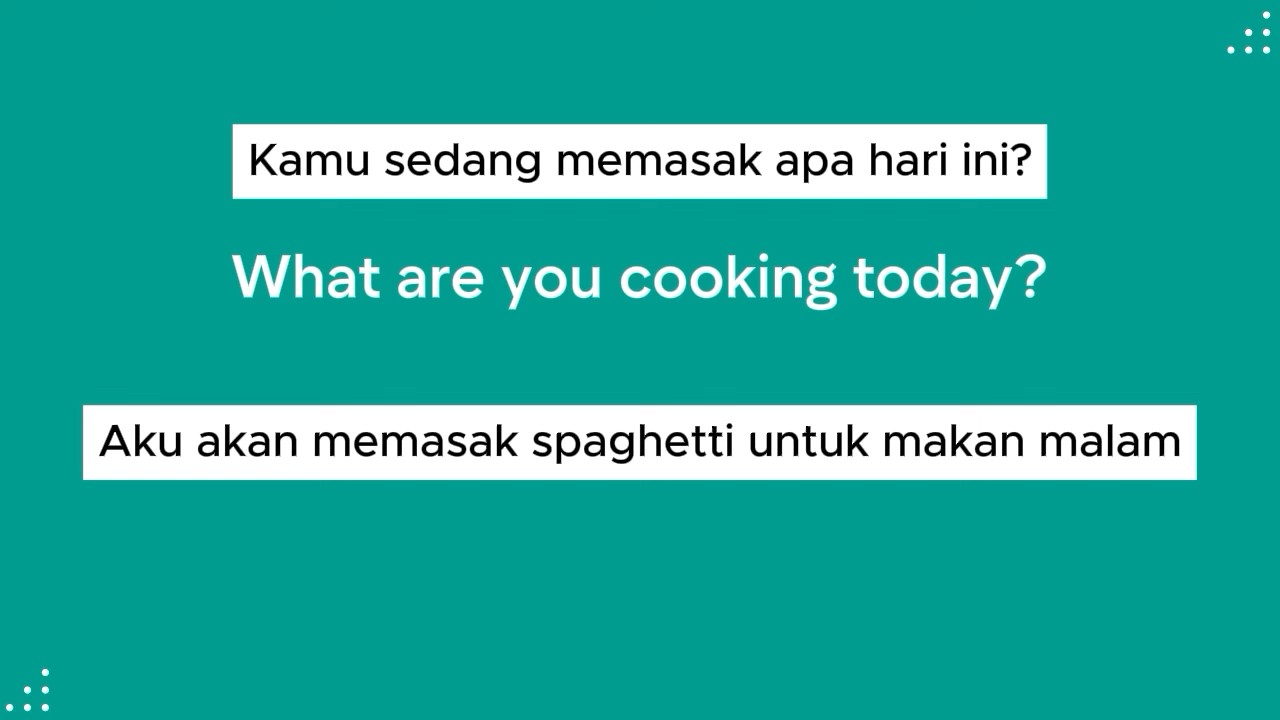 Kamu sedang memasak apa hari ini?
What are you cooking today?
Aku akan memasak spaghetti untuk makan malam